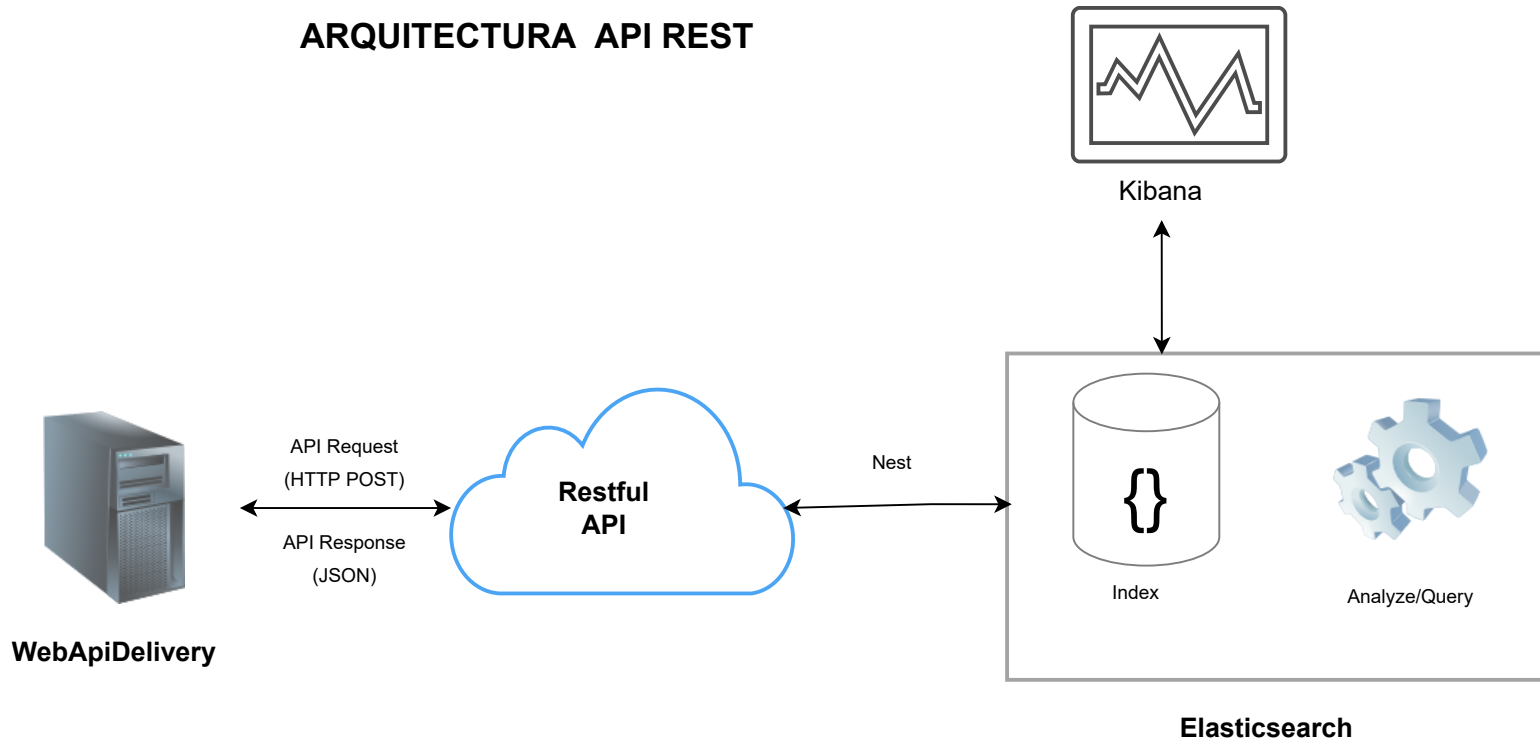 ARQUITECTURA  API REST
Kibana
API Request
(HTTP POST)
API Response
(JSON)
Restful
API
Nest
{}
Index
Analyze/Query
WebApiDelivery
Elasticsearch